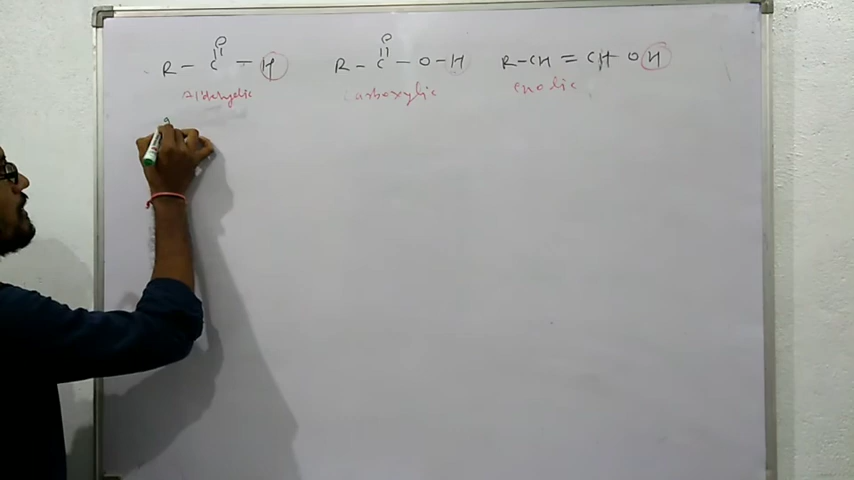 O O
R - C - H R - C - O - H R-CH = CH OH
Aldehydic Carboxylic Enolic